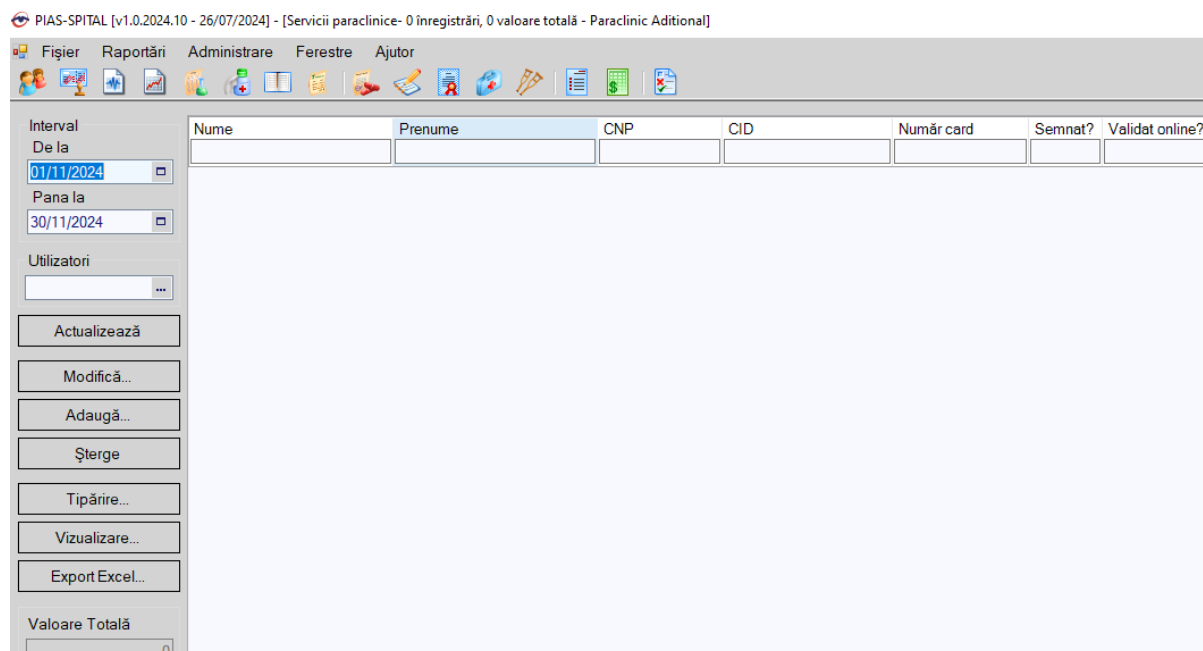 PIAS-SPITAL [v1.0.2024.10 - 26/07/2024] - [Servicii paraclinice- 0 înregistrări, 0 valoare totală - Paraclinic Aditional]
Fişier Raportări Administrare Ferestre Ajutor
Interval
De la
01/11/2024
Pana la
30/11/2024
Utilizatori
...
Actualizează
Modifică...
Adaugă...
Şterge
Tipărire...
Vizualizare...
Export Excel...
Valoare Totală
0
Nume Prenume CNP CID Număr card Semnat? Validat online?